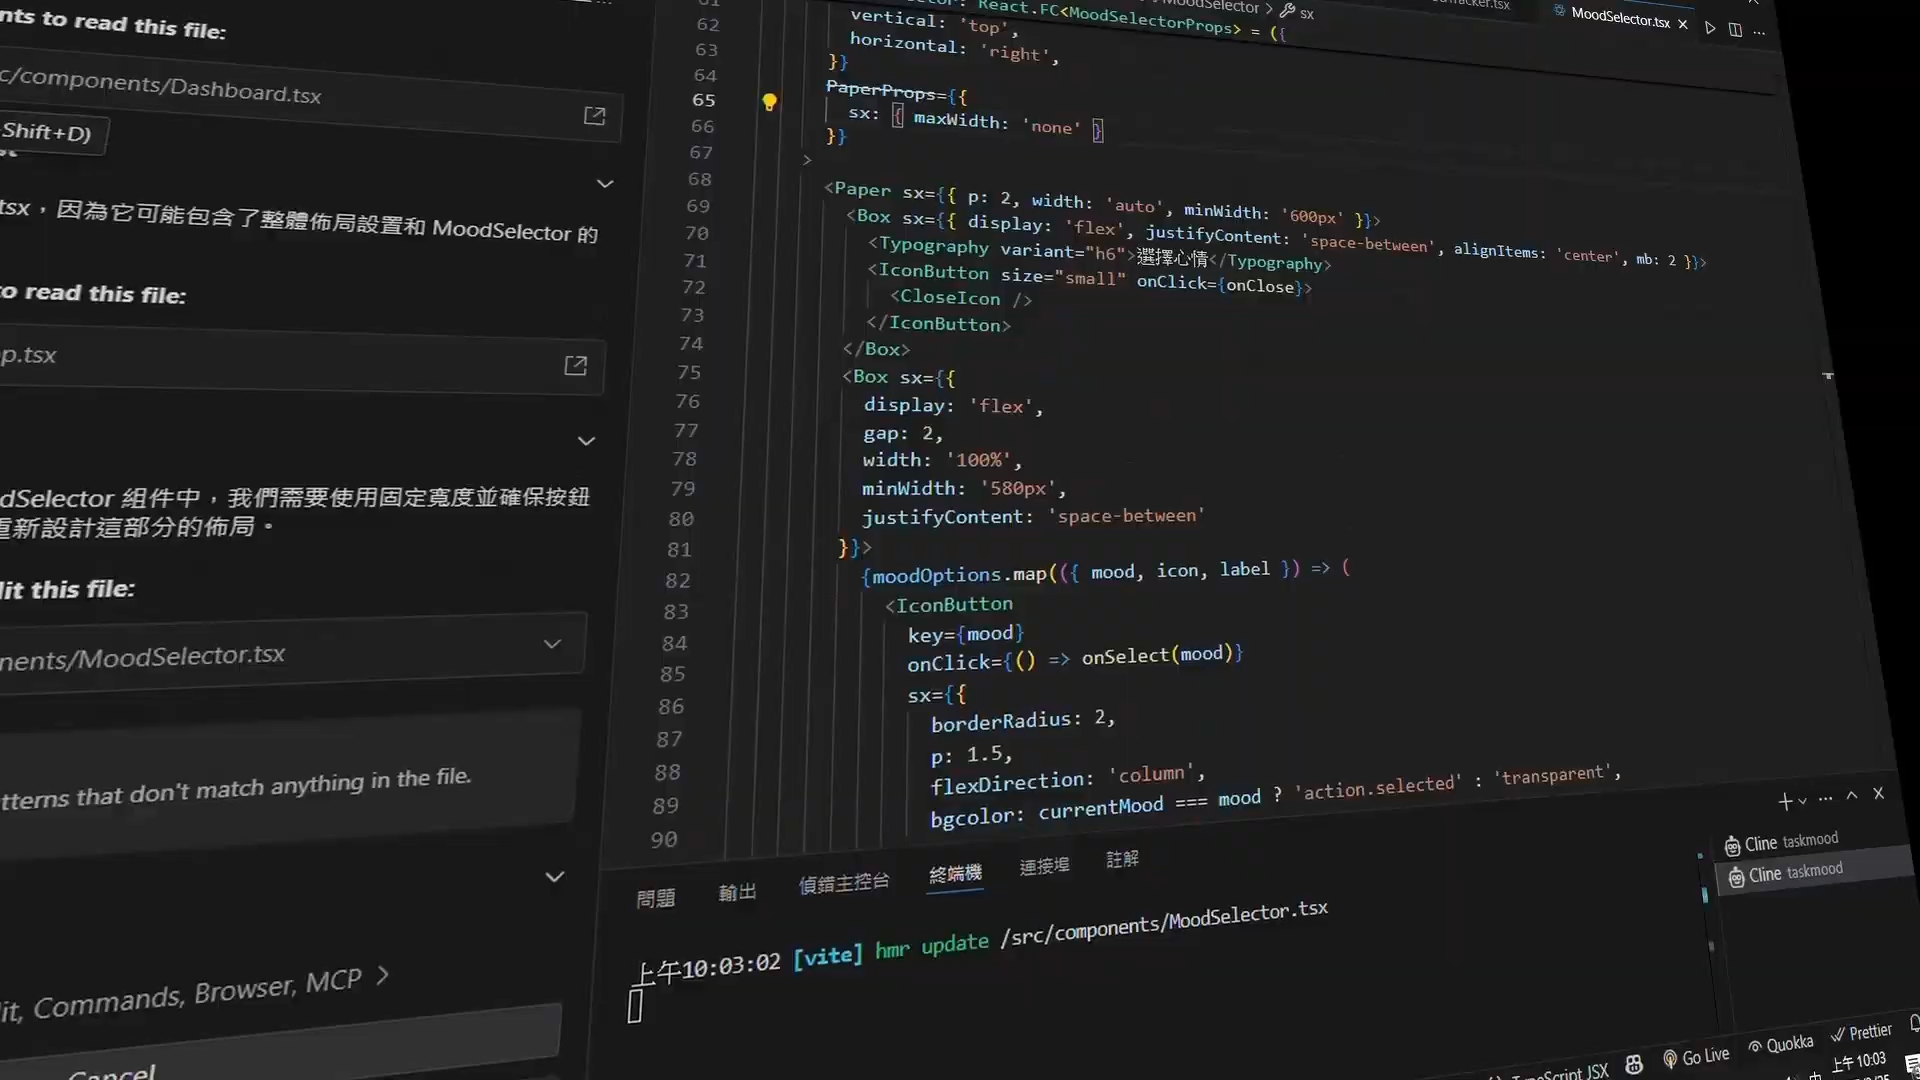 nts to read this file:
c/components/Dashboard.tsx
Shift+D)
tsx，因為它可能包含了整體佈局設置和 MoodSelector 的
to read this file:
op.tsx
dSelector 組件中，我們需要使用固定寬度並確保按鈕
重新設計這部分的佈局。
lit this file:
nents/MoodSelector.tsx
tterns that don't match anything in the file.
lit, Commands, Browser, MCP >
Cancel
MoodSelector > sx
MoodSelector.tsx
61 React.FC<MoodSelectorProps> = ({
62 vertical: 'top',
63 horizontal: 'right',
64 }}
65 PaperProps={{
66 sx: { maxWidth: 'none' }
67 }}
68 >
69 <Paper sx={{ p: 2, width: 'auto', minWidth: '600px' }}>
70 <Box sx={{ display: 'flex', justifyContent: 'space-between', alignItems: 'center', mb: 2 }}>
71 <Typography variant="h6">選擇心情</Typography>
72 <IconButton size="small" onClick={onClose}>
73 <CloseIcon />
74 </IconButton>
75 </Box>
76 <Box sx={{
77 display: 'flex',
78 gap: 2,
79 width: '100%',
80 minWidth: '580px',
81 justifyContent: 'space-between'
82 }}>
83 {moodOptions.map(({ mood, icon, label }) => (
84 <IconButton
85 key={mood}
86 onClick={() => onSelect(mood)}
87 sx={{
88 borderRadius: 2,
89 p: 1.5,
90 flexDirection: 'column',
bgcolor: currentMood === mood ? 'action.selected' : 'transparent',
問題 輸出 偵錯主控台 終端機 連接埠 註解
上午10:03:02 [vite] hmr update /src/components/MoodSelector.tsx
Cline taskmood
Cline taskmood
TypeScript JSX Go Live Quokka Prettier
上午 10:03